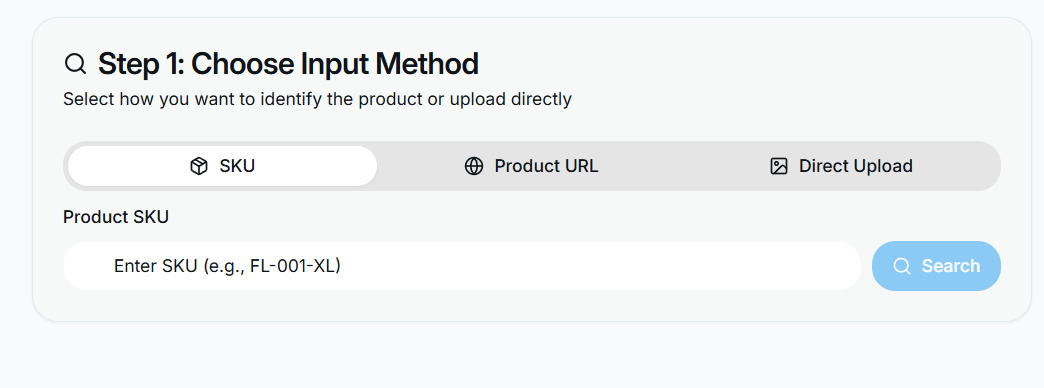 Step 1: Choose Input Method
Select how you want to identify the product or upload directly
SKU
Product URL
Direct Upload
Product SKU
Enter SKU (e.g., FL-001-XL)
Search